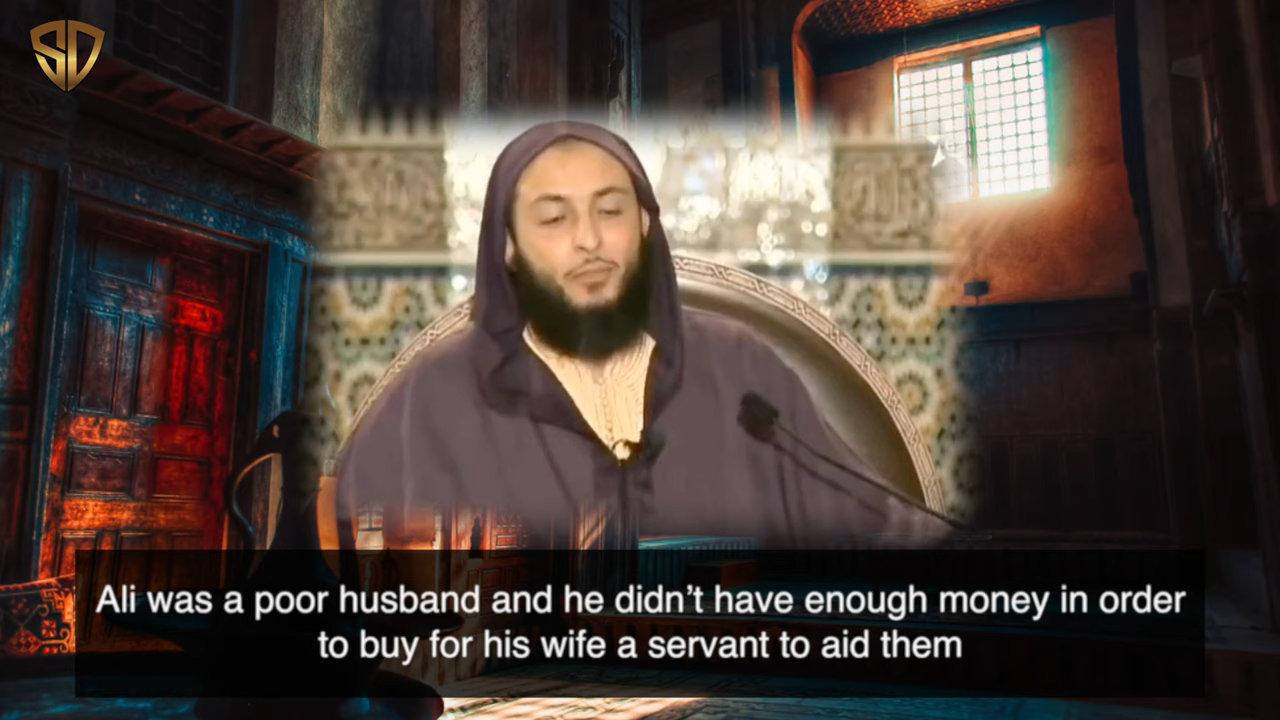 SD
Ali was a poor husband and he didn't have enough money in order
to buy for his wife a servant to aid them